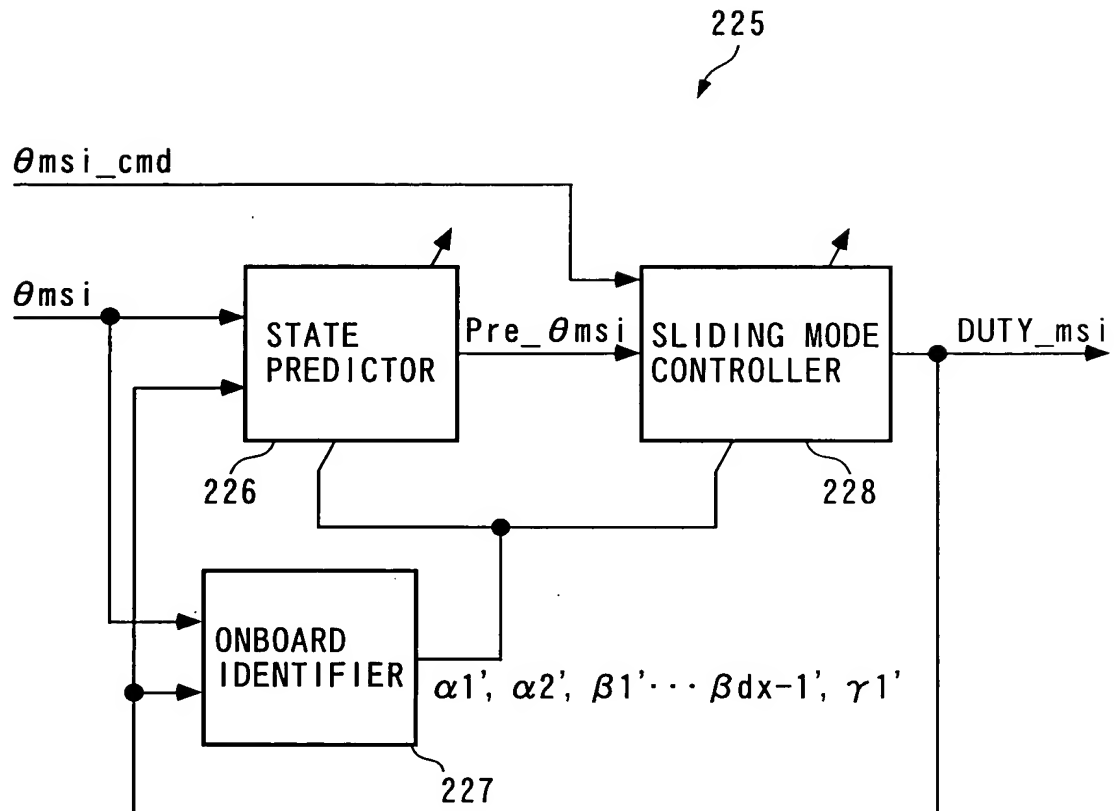 225
θmsi_cmd
θmsi
STATE
PREDICTOR
Pre_θmsi
SLIDING MODE
CONTROLLER
DUTY_msi
226
228
ONBOARD
IDENTIFIER
α1', α2', β1'··· βdx-1', γ1'
227